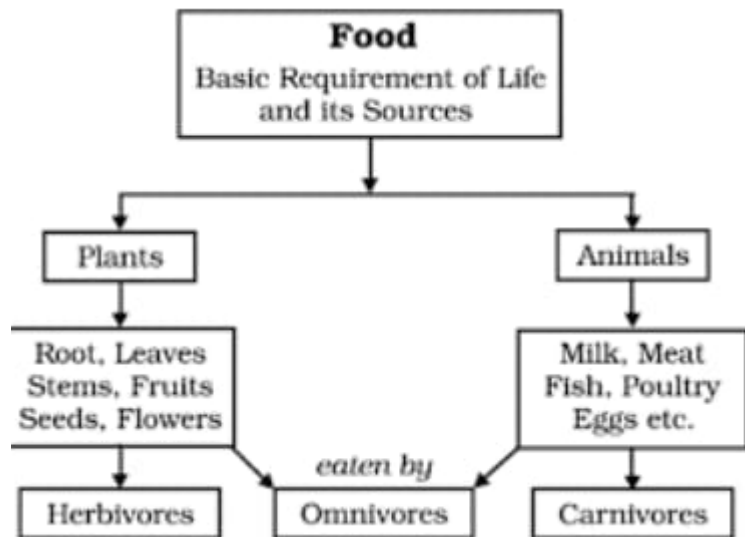 Food
Basic Requirement of Life
and its Sources
Plants
Animals
Root, Leaves
Stems, Fruits
Seeds, Flowers
Milk, Meat
Fish, Poultry
Eggs etc.
eaten by
Herbivores
Omnivores
Carnivores